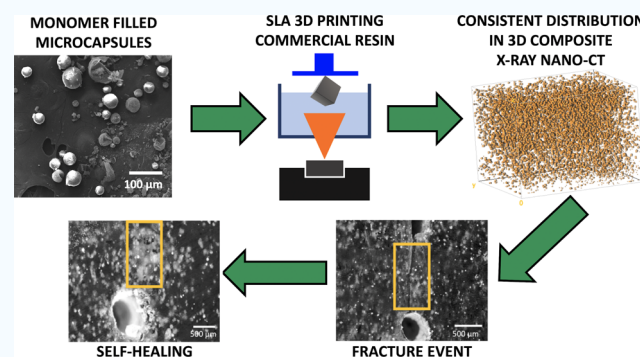 MONOMER FILLED
MICROCAPSULES
SLA 3D PRINTING
COMMERCIAL RESIN
CONSISTENT DISTRIBUTION
IN 3D COMPOSITE
X-RAY NANO-CT
100 µm
500 µm
500 µm
SELF-HEALING
FRACTURE EVENT